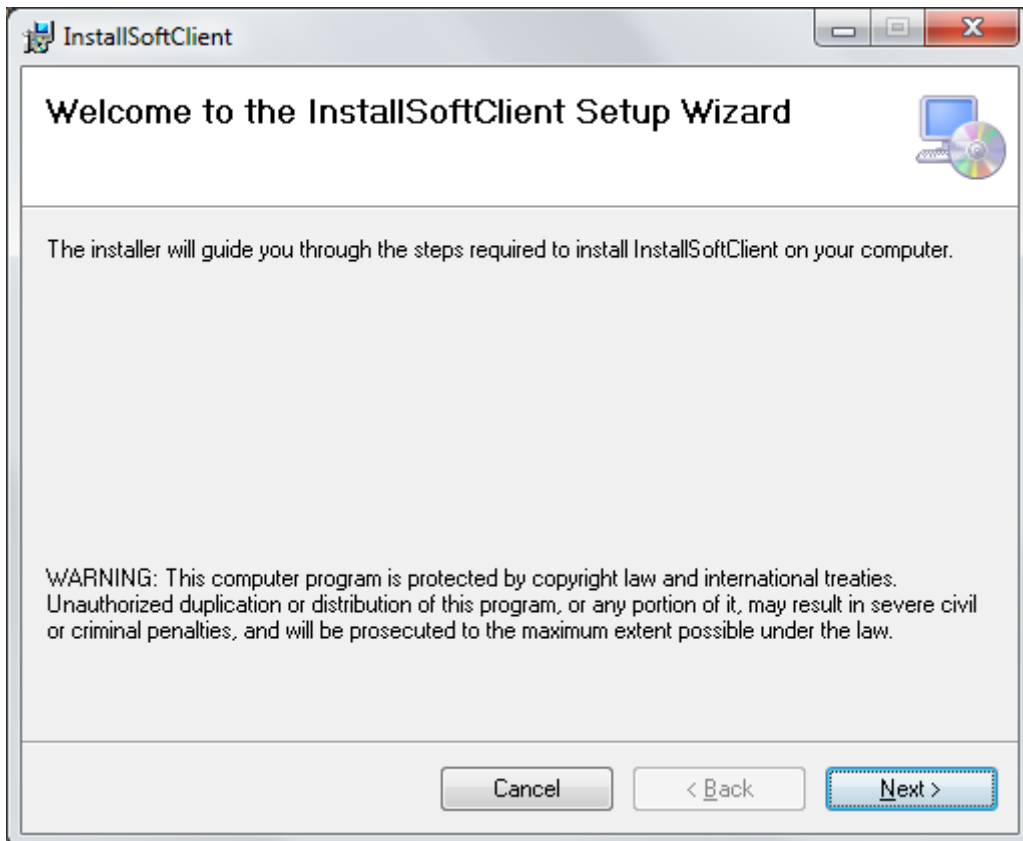 InstallSoftClient
Welcome to the InstallSoftClient Setup Wizard
The installer will guide you through the steps required to install InstallSoftClient on your computer.
WARNING: This computer program is protected by copyright law and international treaties.
Unauthorized duplication or distribution of this program, or any portion of it, may result in severe civil
or criminal penalties, and will be prosecuted to the maximum extent possible under the law.
Cancel
< Back
Next >